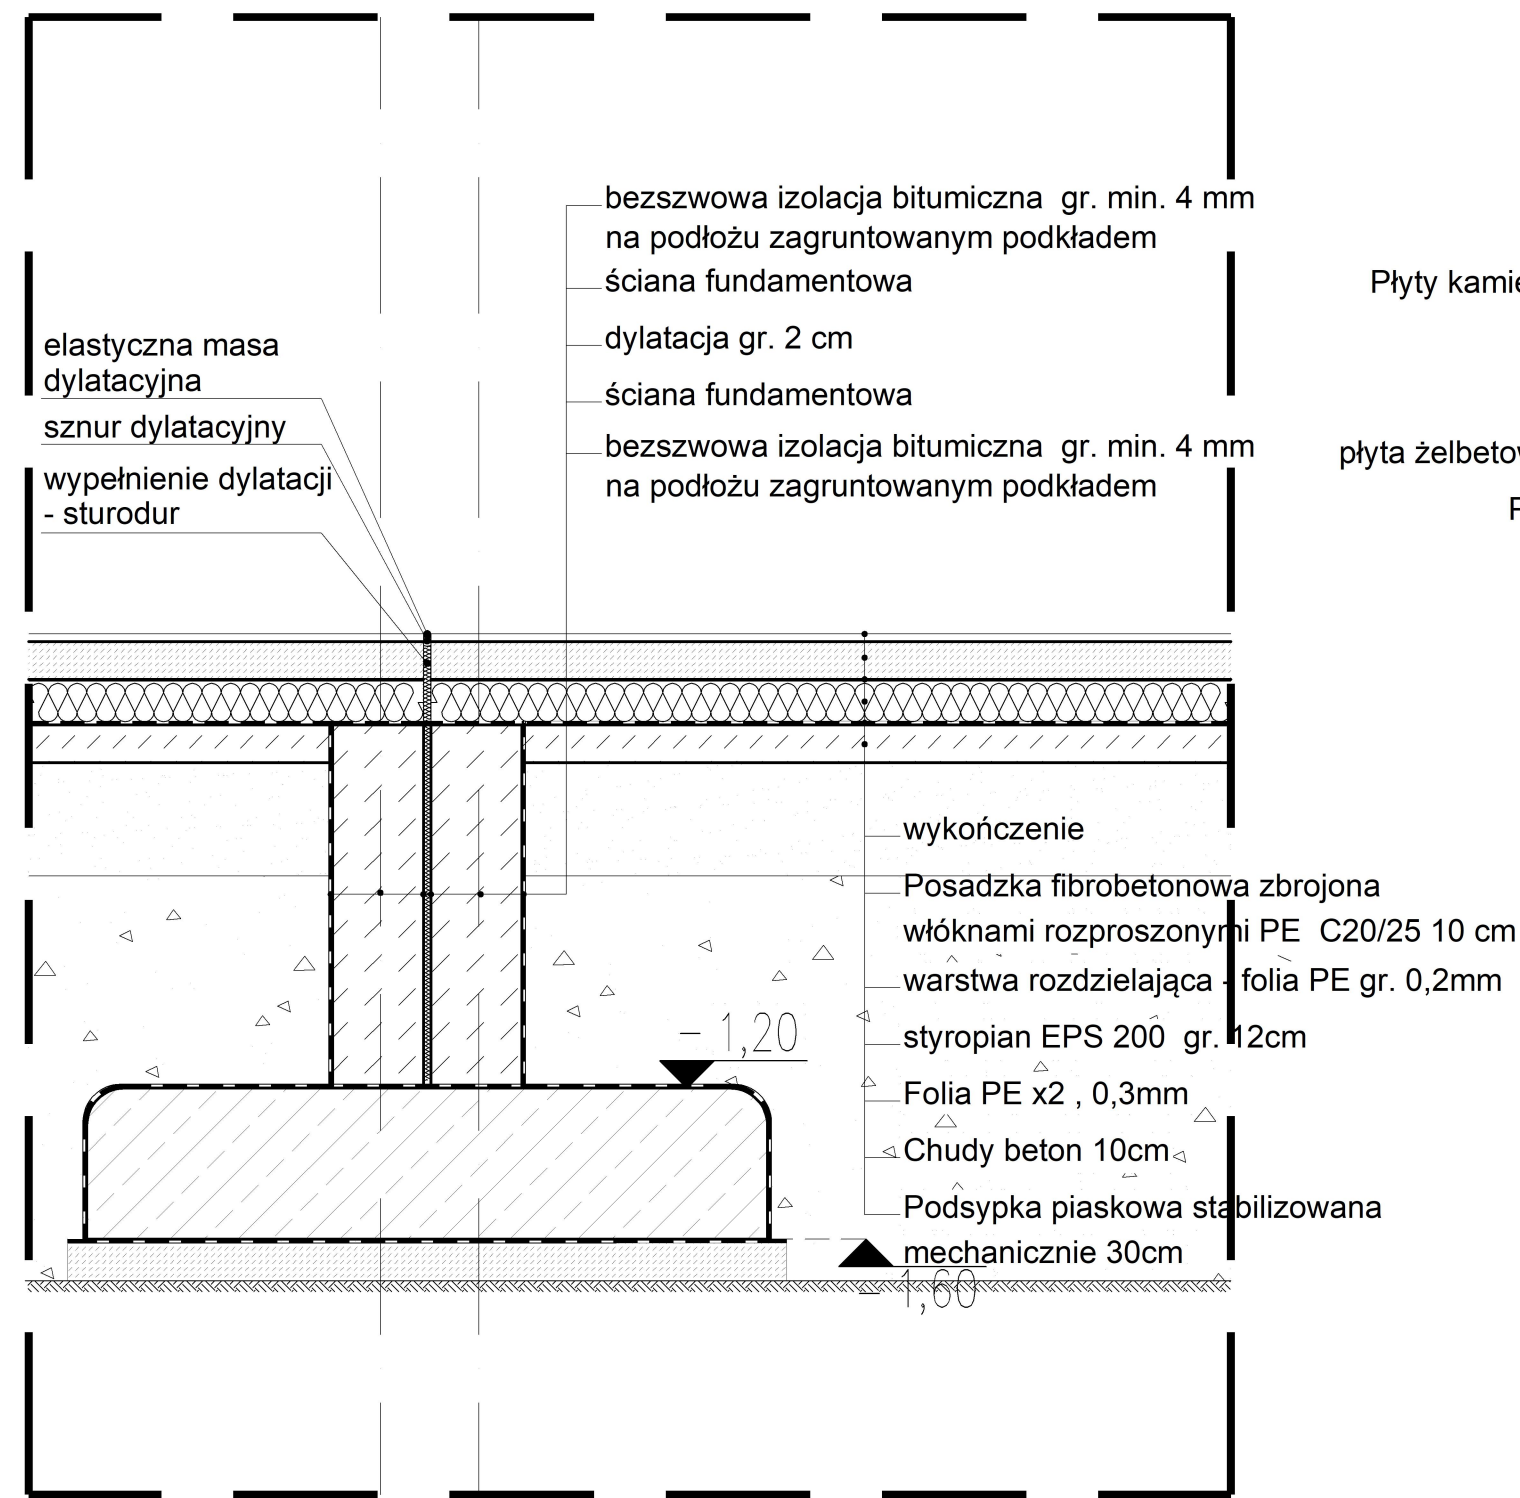 bezszwowa izolacja bitumiczna gr. min. 4 mm
na podłożu zagruntowanym podkładem
ściana fundamentowa
dylatacja gr. 2 cm
ściana fundamentowa
bezszwowa izolacja bitumiczna gr. min. 4 mm
na podłożu zagruntowanym podkładem
elastyczna masa
dylatacyjna
sznur dylatacyjny
wypełnienie dylatacji
- sturodur
Płyty
płyta
wykończenie
Posadzka fibrobetonowa zbrojona
włóknami rozproszonymi PE C20/25 10 cm
warstwa rozdzielająca - folia PE gr. 0,2mm
styropian EPS 200 gr. 12cm
Folia PE x2 , 0,3mm
Chudy beton 10cm
Podsypka piaskowa stabilizowana
mechanicznie 30cm
- 1,20
- 1,60